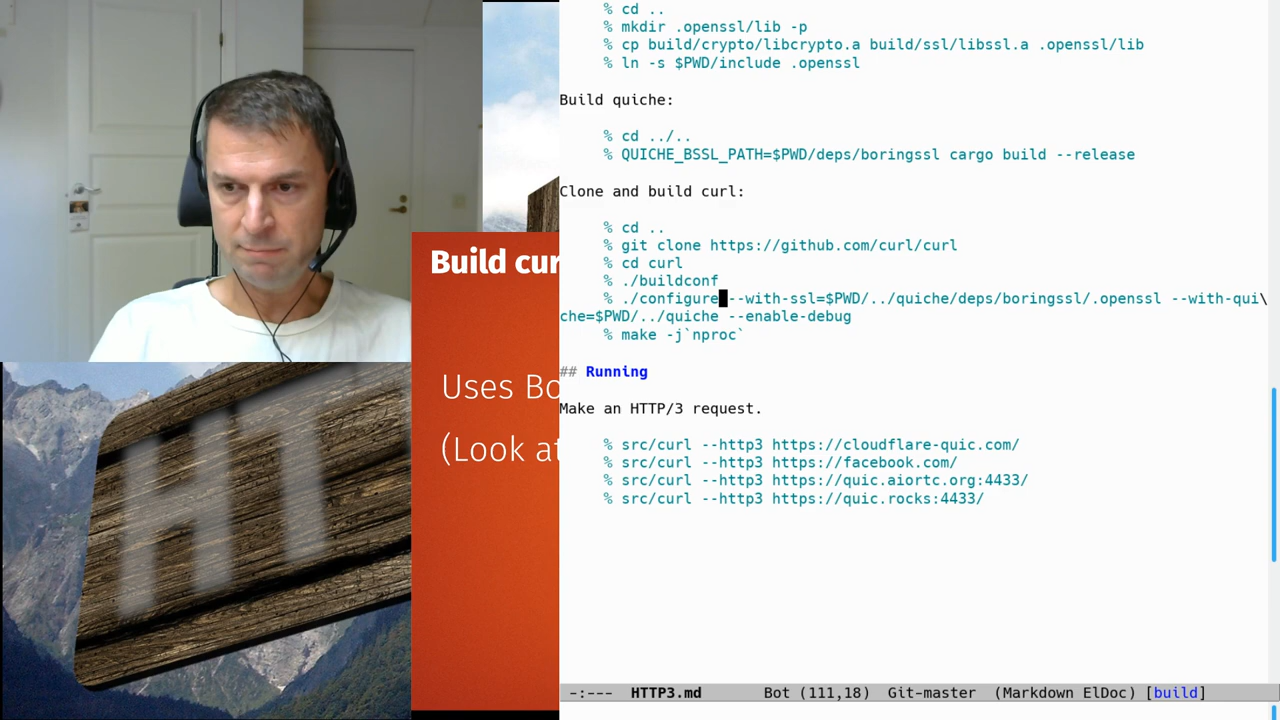 % cd ..
% mkdir .openssl/lib -p
% cp build/crypto/libcrypto.a build/ssl/libssl.a .openssl/lib
% ln -s $PWD/include .openssl
Build quiche:
% cd ../..
% QUICHE_BSSL_PATH=$PWD/deps/boringssl cargo build --release
Clone and build curl:
% cd ..
% git clone https://github.com/curl/curl
% cd curl
% ./buildconf
% ./configure --with-ssl=$PWD/../quiche/deps/boringssl/.openssl --with-qui\
che=$PWD/../quiche --enable-debug
% make -j`nproc`
## Running
Make an HTTP/3 request.
% src/curl --http3 https://cloudflare-quic.com/
% src/curl --http3 https://facebook.com/
% src/curl --http3 https://quic.aiortc.org:4433/
% src/curl --http3 https://quic.rocks:4433/
-:--- HTTP3.md Bot (111,18) Git-master (Markdown ElDoc) [build]
Build cur
Uses Bo
(Look at
HT